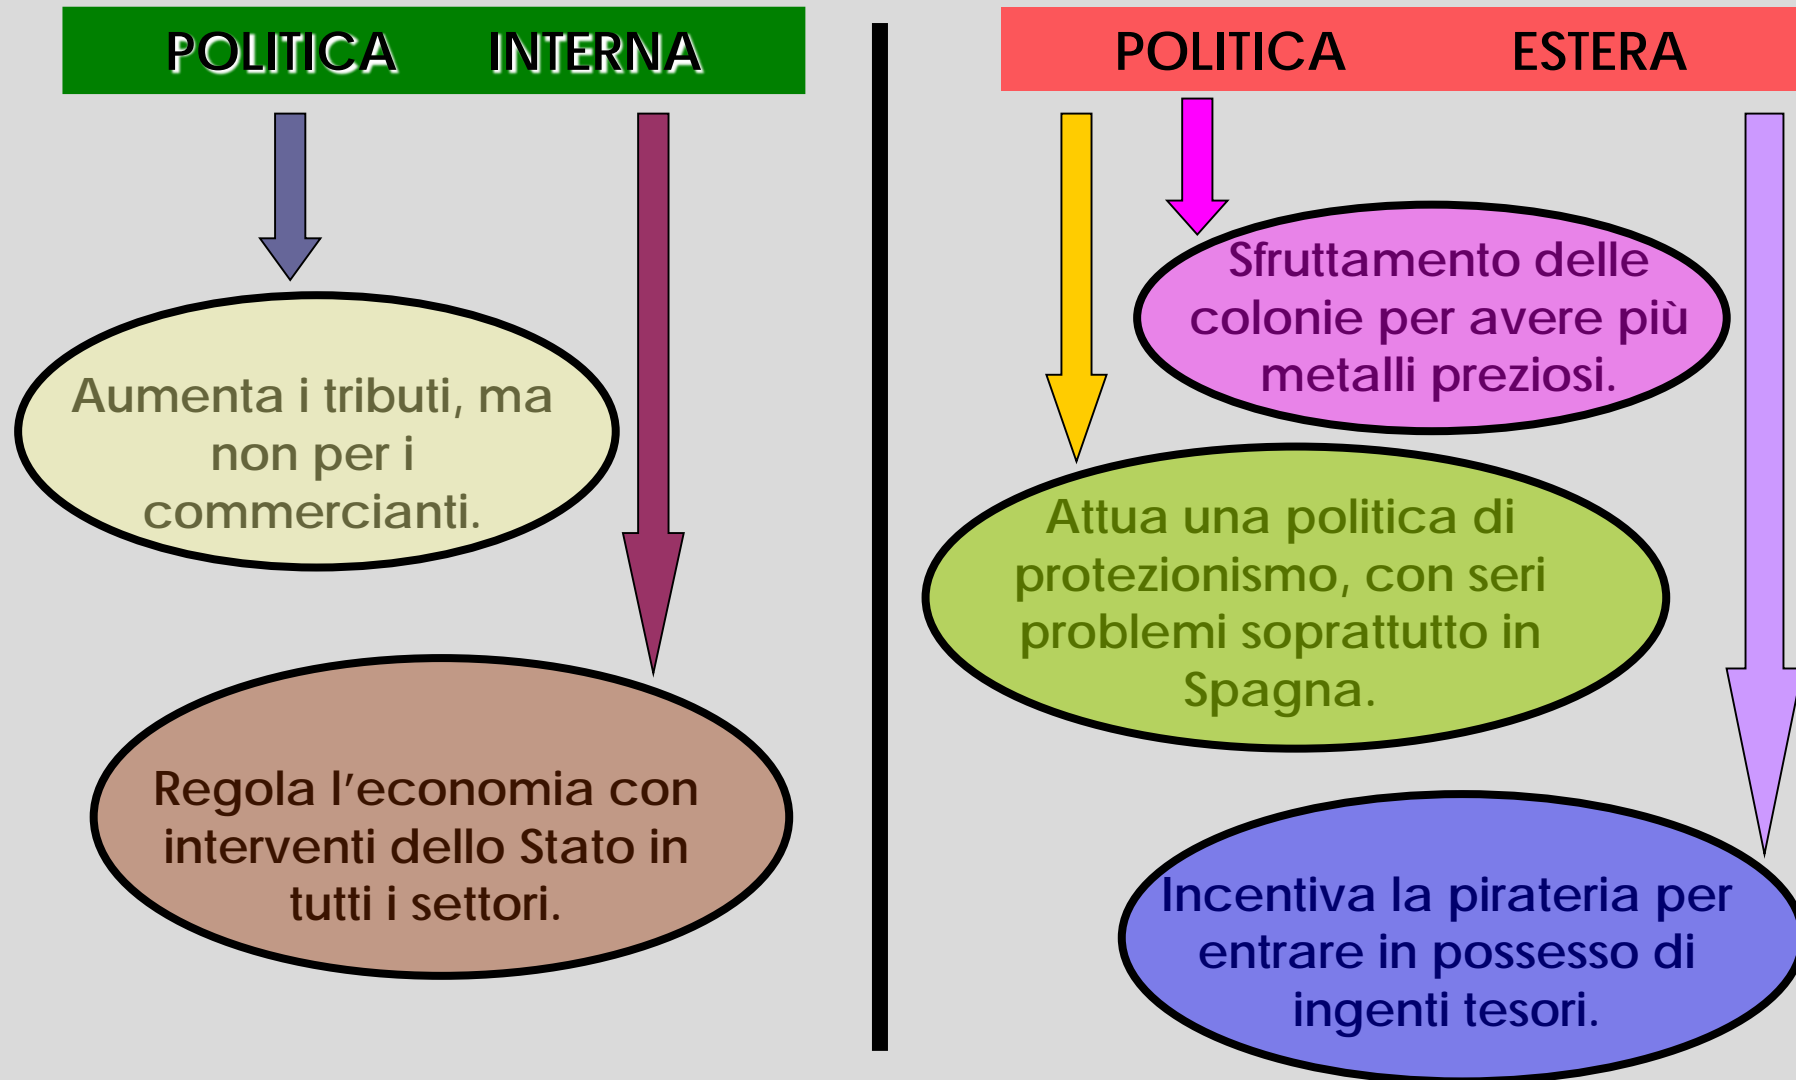 POLITICA INTERNA
Aumenta i tributi, ma
non per i
commercianti.
Regola l’economia con
interventi dello Stato in
tutti i settori.
POLITICA ESTERA
Sfruttamento delle
colonie per avere più
metalli preziosi.
Attua una politica di
protezionismo, con seri
problemi soprattutto in
Spagna.
Incentiva la pirateria per
entrare in possesso di
ingenti tesori.